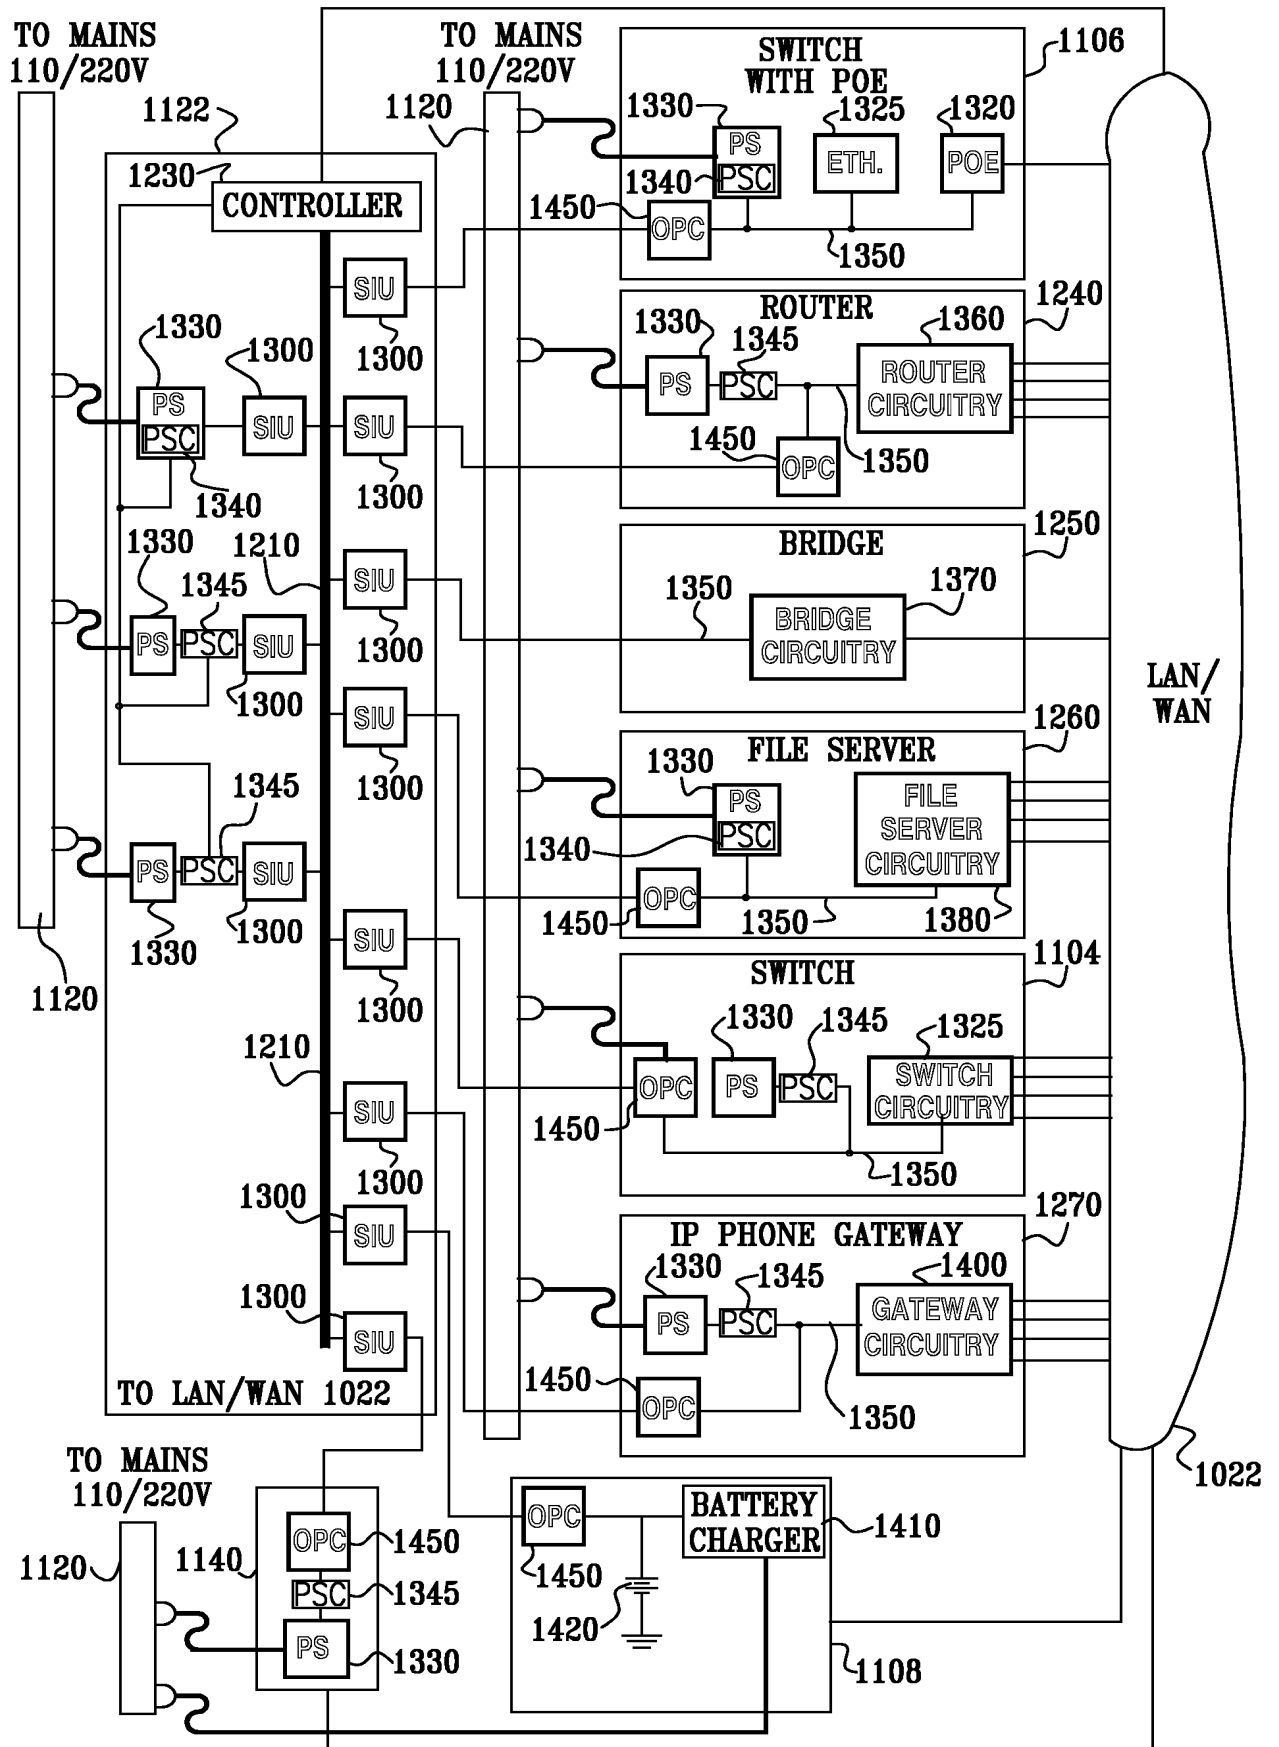 TO MAINS
110/220V
1122
1230
CONTROLLER
1330
1300
PS
PSC
SIU
1340
1330
1210
1345
PS
PSC
SIU
1300
1345
PS
PSC
SIU
1330
1300
1120
1210
SIU
1300
SIU
1300
SIU
1300
SIU
1300
SIU
1300
SIU
1300
1300
SIU
1300
SIU
TO LAN/WAN 1022
TO MAINS
110/220V
1120
SWITCH
WITH POE
1106
1330
1325
1320
PS
ETH.
POE
1340
PSC
1450
OPC
1350
ROUTER
1240
1330
1345
1360
PS
PSC
ROUTER
CIRCUITRY
1450
OPC
1350
BRIDGE
1250
1350
1370
BRIDGE
CIRCUITRY
FILE SERVER
1260
1330
PS
FILE
SERVER
CIRCUITRY
1340
PSC
1450
OPC
1350
1380
SWITCH
1104
1330
1345
1325
OPC
PS
PSC
SWITCH
CIRCUITRY
1450
1350
IP PHONE GATEWAY
1270
1330
1345
1400
PS
PSC
GATEWAY
CIRCUITRY
1450
OPC
1350
LAN/
WAN
1022
TO MAINS
110/220V
1120
1140
OPC
1450
PSC
1345
PS
1330
OPC
1450
BATTERY
CHARGER
1410
1420
1108